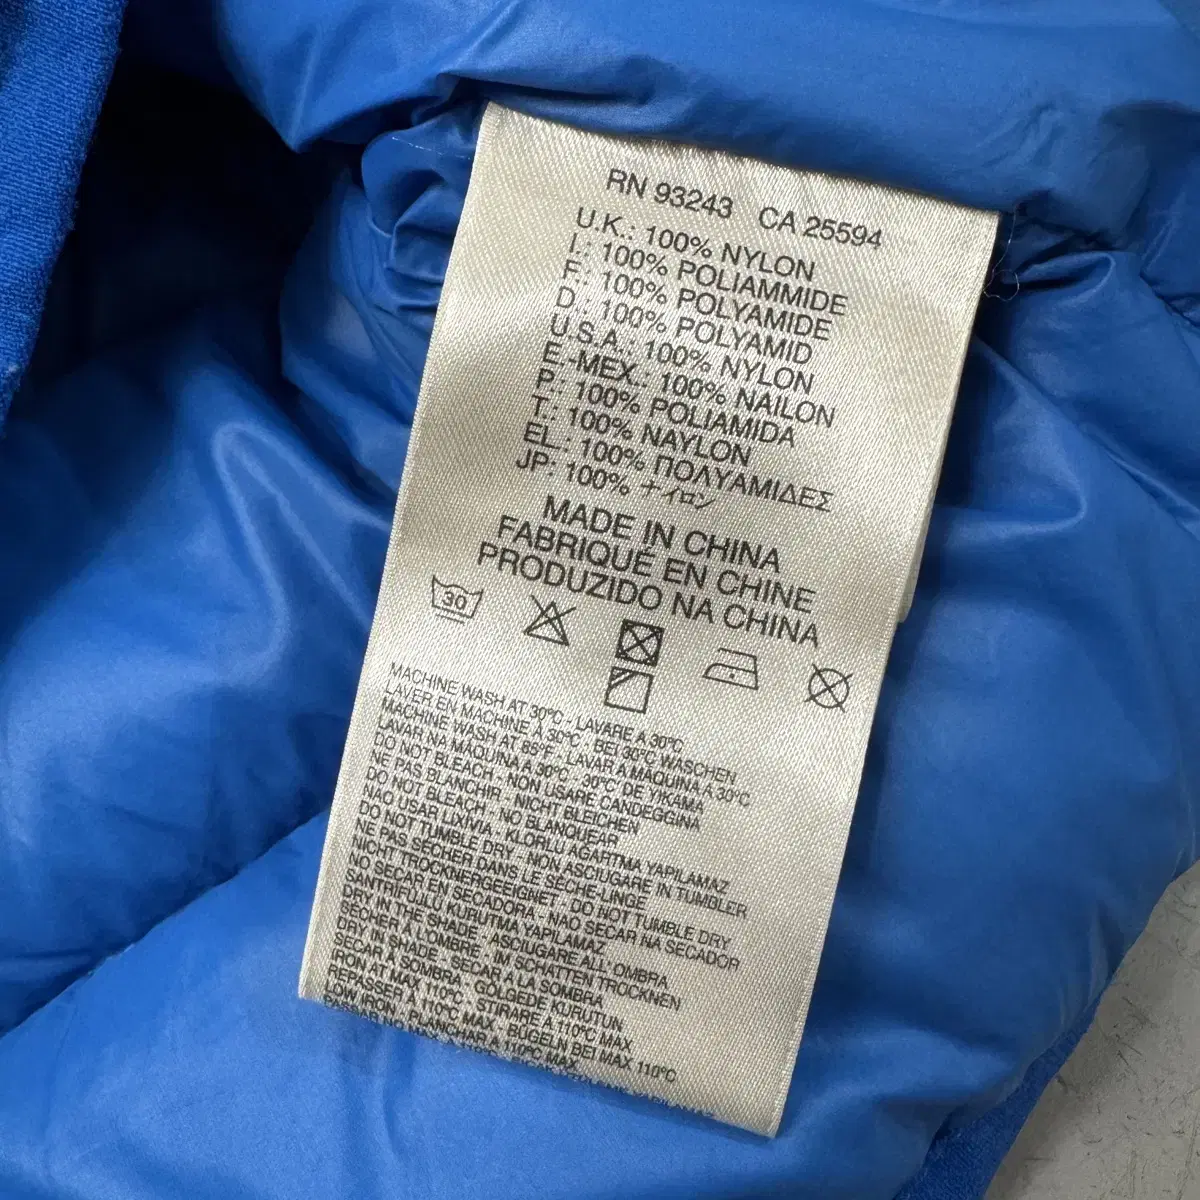 RN 93243 CA 25594
U.K.: 100% NYLON
I.: 100% POLIAMMIDE
F.: 100% POLYAMIDE
D.: 100% POLYAMID
U.S.A.: 100% NYLON
E.-MEX.: 100% NAILON
P.: 100% POLIAMIDA
T.: 100% NAYLON
EL.: 100% ΠΟΛΥΑΜΙΔΕΣ
JP: 100% ナイロン
MADE IN CHINA
FABRIQUÉ EN CHINE
PRODUZIDO NA CHINA
30
MACHINE WASH AT 30°C - LAVARE A 30°C
LAVER EN MACHINE À 30°C - BEI 30°C WASCHEN
MACHINE WASH AT 85°F - LAVAR A MAQUINA A 30°C
LAVAR NA MÁQUINA A 30°C - 30°C DE YIKAMA
DO NOT BLEACH - NON USARE CANDEGGINA
NE PAS BLANCHIR - NICHT BLEICHEN
DO NOT BLEACH - NO BLANQUEAR
NÃO USAR LIXIVIA - KLORLU AGARTMA YAPILAMAZ
DO NOT TUMBLE DRY - NON ASCIUGARE IN TUMBLER
NE PAS SÉCHER DANS LE SÈCHE-LINGE
NICHT TROCKNERGEEIGNET - DO NOT TUMBLE DRY
NO SECAR EN SECADORA - NÃO SECAR NA SECADOR
SANTRIFUJLU KURUTMA YAPILAMAZ
DRY IN THE SHADE - ASCIUGARE ALL'OMBRA
SÉCHER À L'OMBRE - IM SCHATTEN TROCKNEN
DRY IN SHADE - SECAR A LA SOMBRA
SECAR À SOMBRA - GÖLGEDE KURUTUN
IRON AT MAX 110°C - STIRARE A 110°C MAX
REPASSER À 110°C MAX - BÜGELN BEI MAX 110°C
LOW IRON - PLANCHAR A 110°C MAX
PASSAR